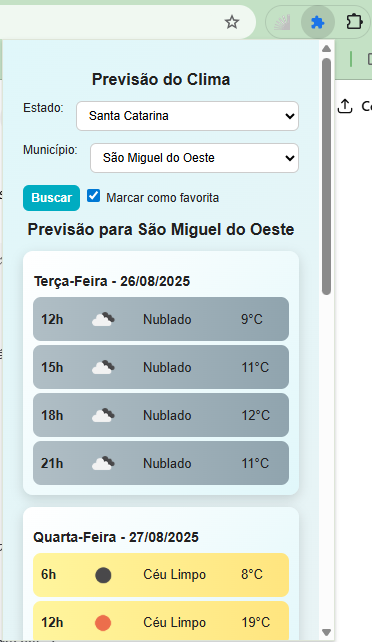 Previsão do Clima
Estado: Santa Catarina
Município: São Miguel do Oeste
Buscar Marcar como favorita
Previsão para São Miguel do Oeste
Terça-Feira - 26/08/2025
12h Nublado 9°C
15h Nublado 11°C
18h Nublado 12°C
21h Nublado 11°C
Quarta-Feira - 27/08/2025
6h Céu Limpo 8°C
12h Céu Limpo 19°C